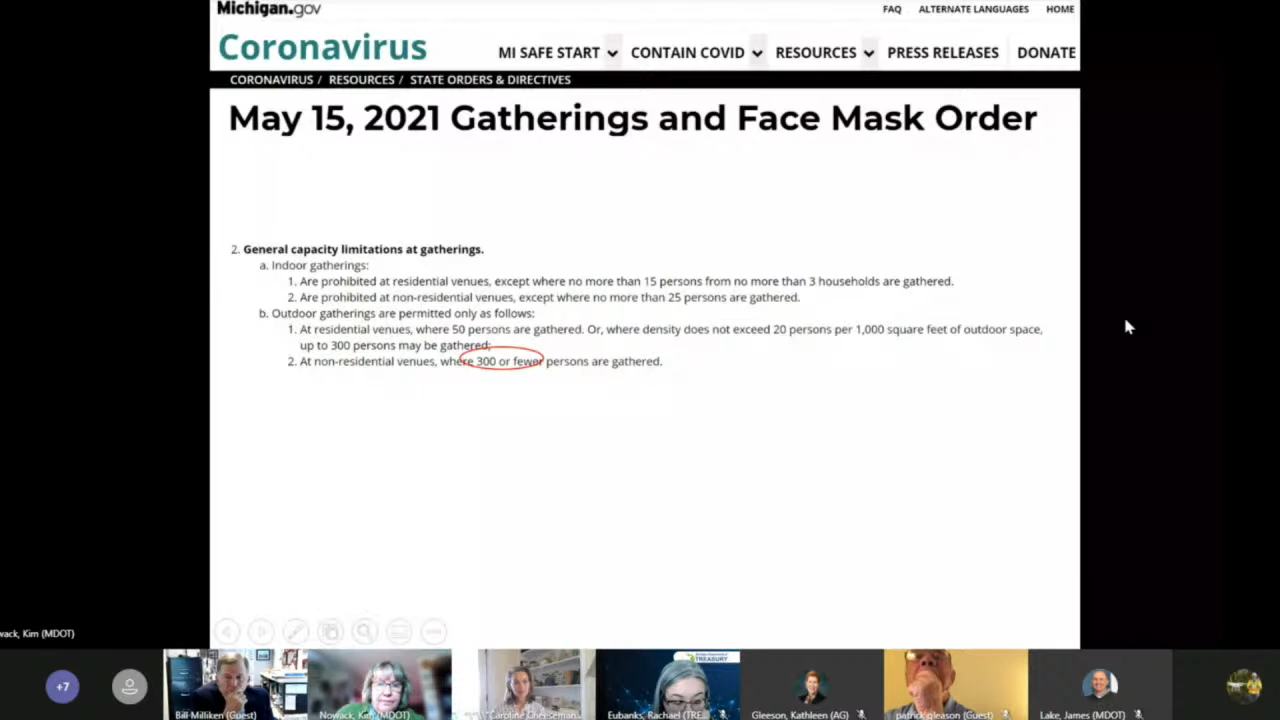 Michigan.gov
FAQ ALTERNATE LANGUAGES HOME
Coronavirus
MI SAFE START CONTAIN COVID RESOURCES PRESS RELEASES DONATE
CORONAVIRUS / RESOURCES / STATE ORDERS & DIRECTIVES
May 15, 2021 Gatherings and Face Mask Order
2. General capacity limitations at gatherings.
a. Indoor gatherings:
1. Are prohibited at residential venues, except where no more than 15 persons from no more than 3 households are gathered.
2. Are prohibited at non-residential venues, except where no more than 25 persons are gathered.
b. Outdoor gatherings are permitted only as follows:
1. At residential venues, where 50 persons are gathered. Or, where density does not exceed 20 persons per 1,000 square feet of outdoor space,
up to 300 persons may be gathered;
2. At non-residential venues, where 300 or fewer persons are gathered.
wack, Kim (MDOT)
TREASURY
+7
Bill Milliken (Guest)
Nowack, Kim (MDOT)
Caroline Cheeseman
Eubanks, Rachael (TRE...
Gleeson, Kathleen (AG)
patrick gleason (Guest)
Lake, James (MDOT)